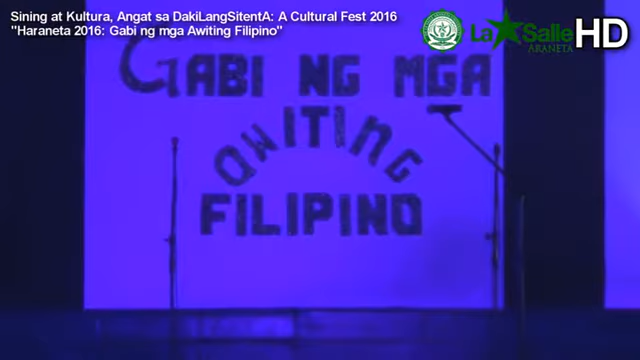 Sining at Kultura, Angat sa DakiLangSitentA: A Cultural Fest 2016
"Haraneta 2016: Gabi ng mga Awiting Filipino"
La Salle HD
ARANETA
GABI NG MGA
AWITING
FILIPINO